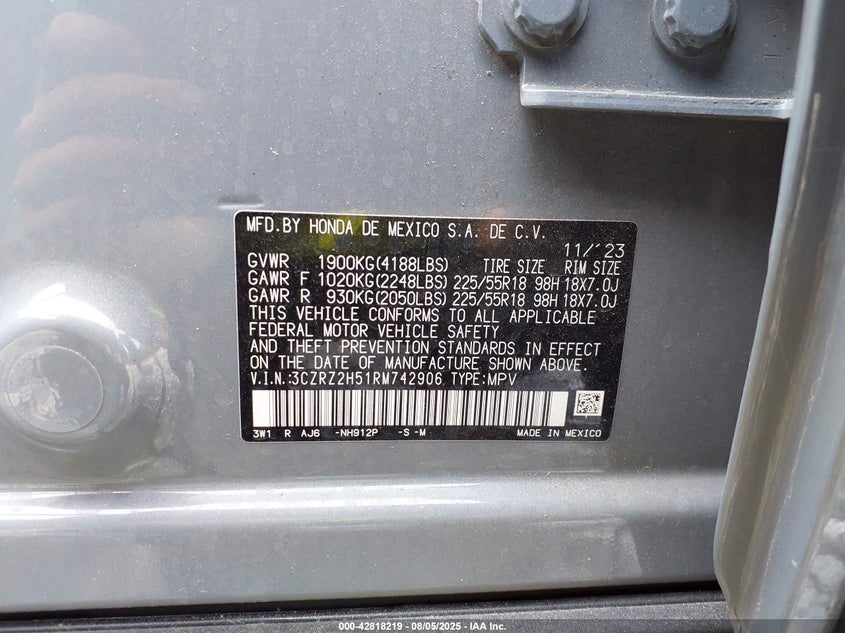 MFD.BY HONDA DE MEXICO S.A. DE C.V.
11/'23
GVWR 1900KG(4188LBS) TIRE SIZE RIM SIZE
GAWR F 1020KG(2248LBS) 225/55R18 98H 18X7.0J
GAWR R 930KG(2050LBS) 225/55R18 98H 18X7.0J
THIS VEHICLE CONFORMS TO ALL APPLICABLE
FEDERAL MOTOR VEHICLE SAFETY
AND THEFT PREVENTION STANDARDS IN EFFECT
ON THE DATE OF MANUFACTURE SHOWN ABOVE.
V.I.N.:3CZRZ2H51RM742906 TYPE:MPV
3W1 R AJ6 -NH912P -S -M MADE IN MEXICO
000-42818219 - 08/05/2025 - IAA Inc.